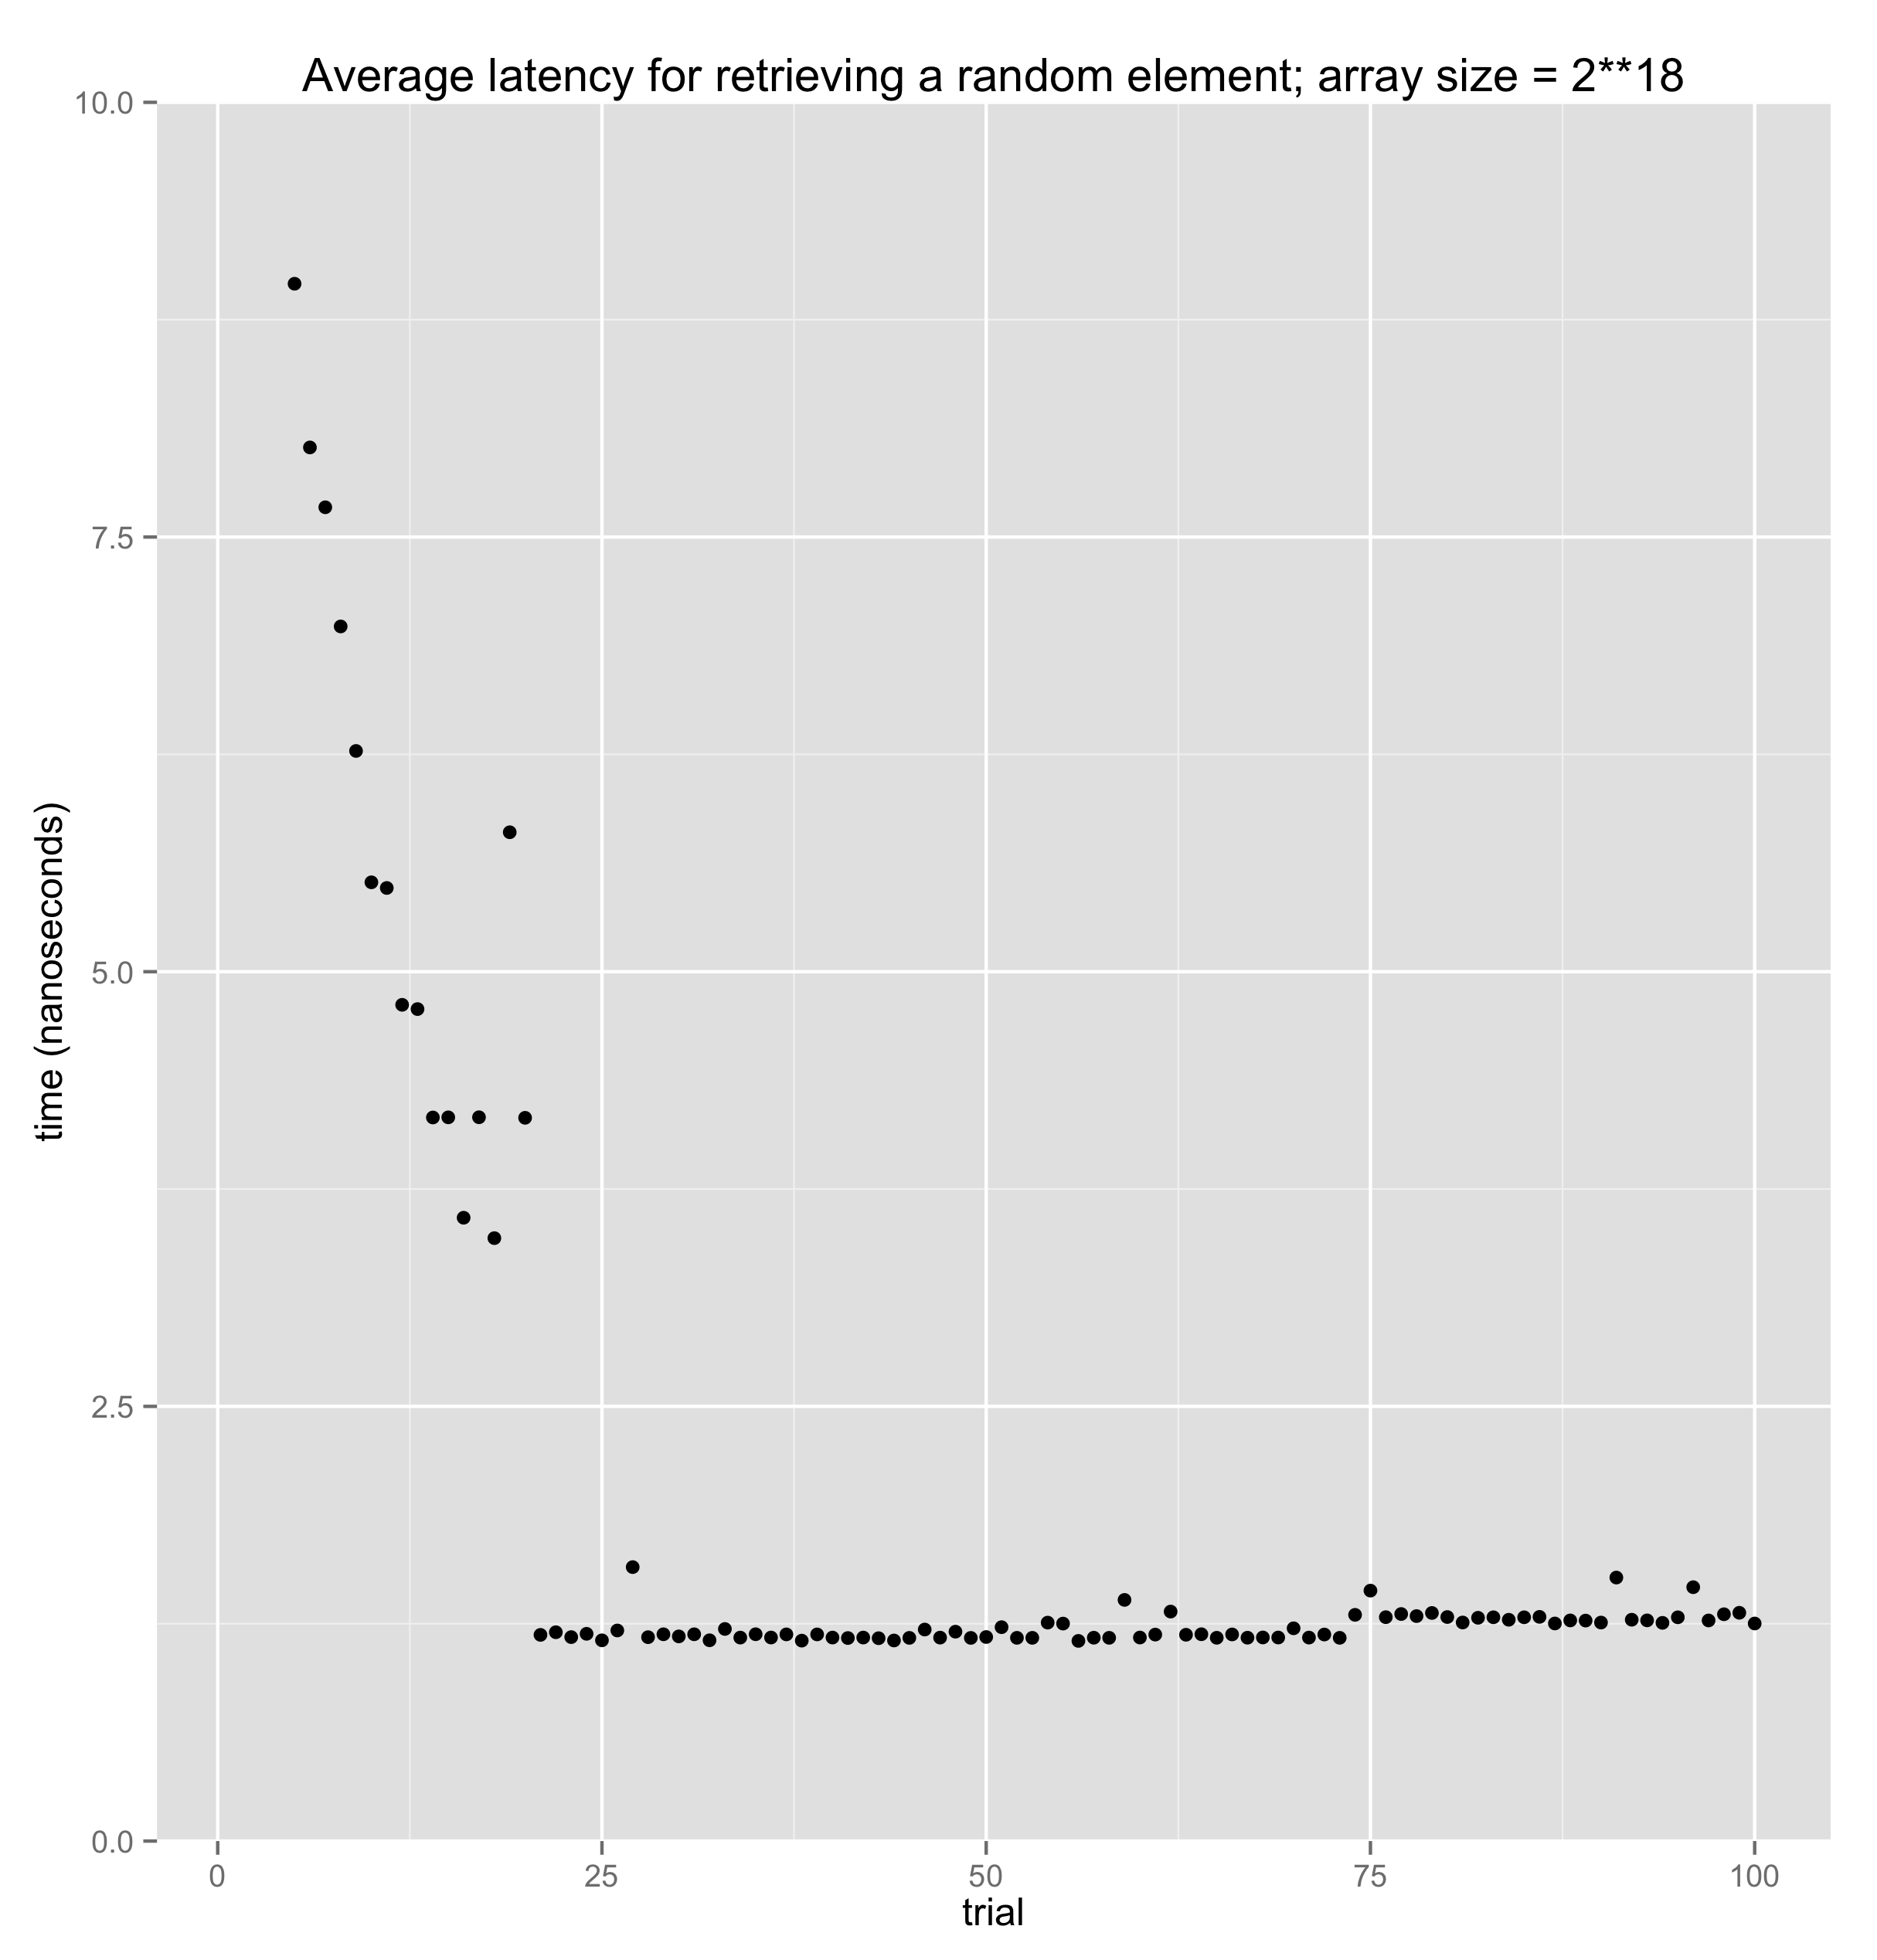 Average latency for retrieving a random element; array size = 2**18
10.0
7.5
5.0
2.5
0.0
time (nanoseconds)
0 25 50 75 100
trial